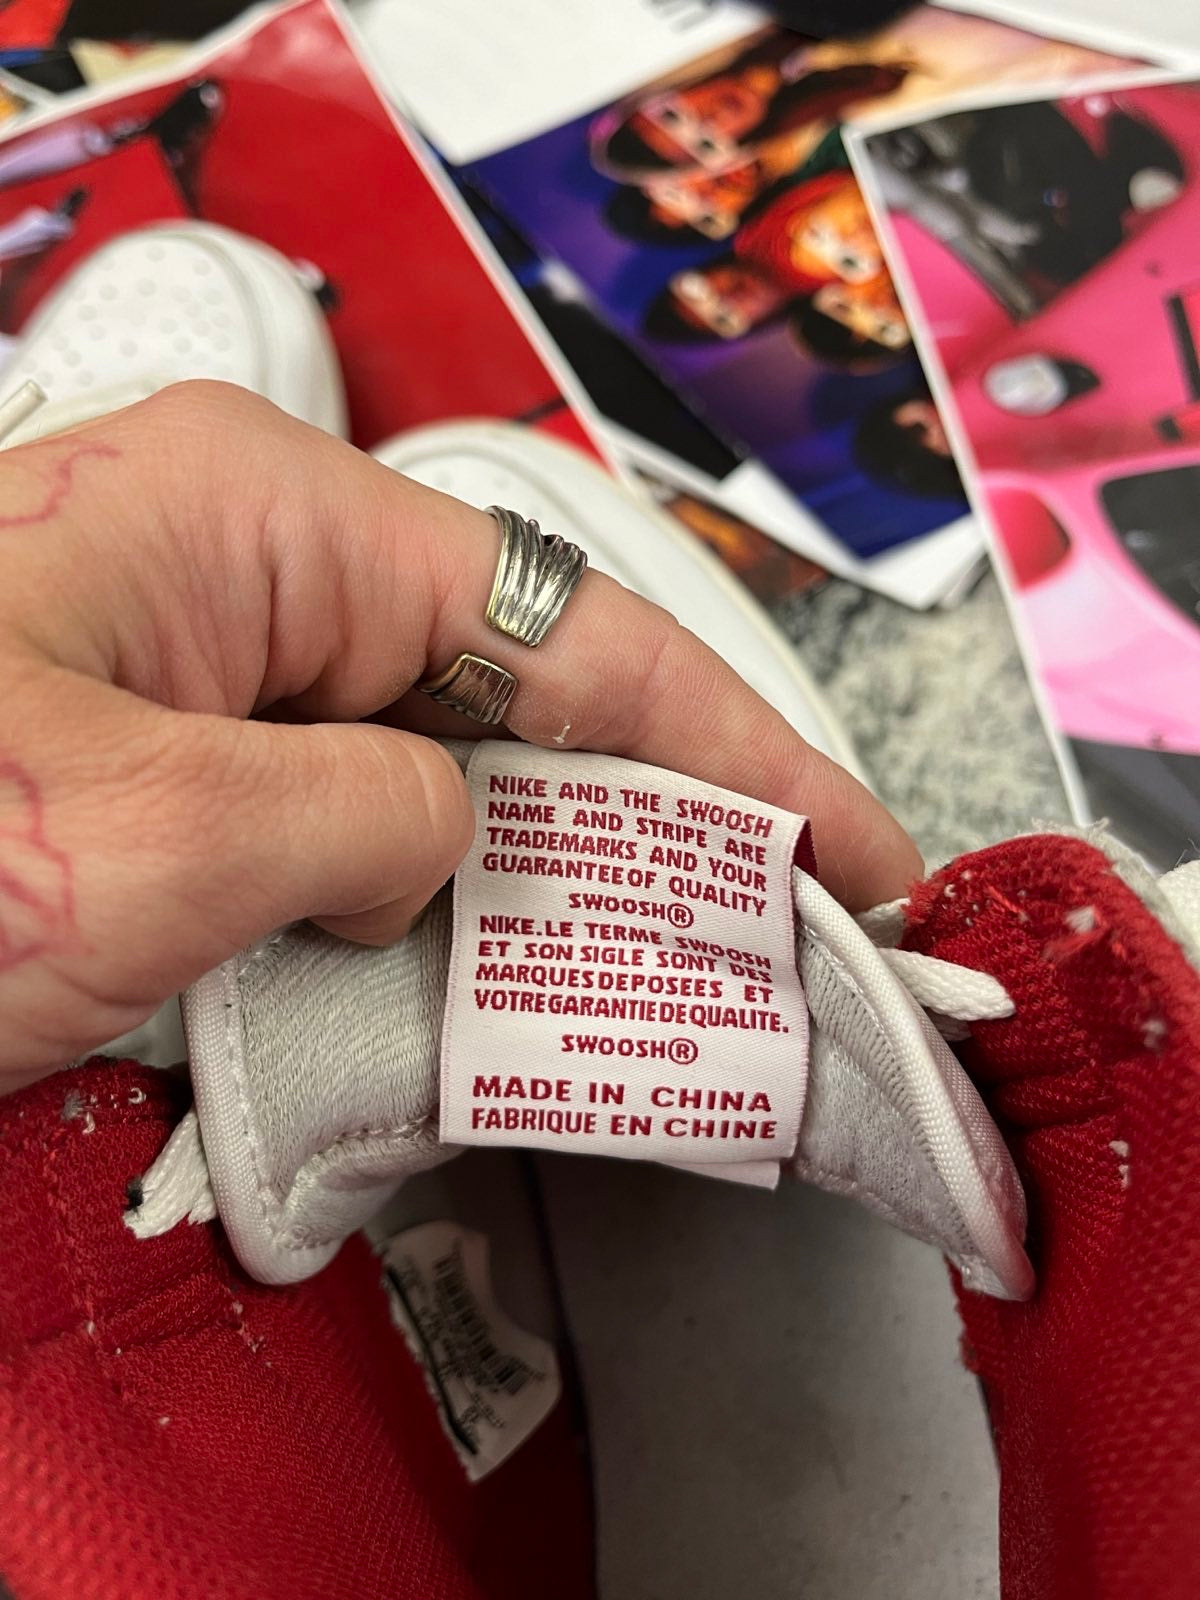 NIKE AND THE SWOOSH
NAME AND STRIPE ARE
TRADEMARKS AND YOUR
GUARANTEE OF QUALITY
SWOOSH®
NIKE.LE TERME SWOOSH
ET SON SIGLE SONT DES
MARQUES DEPOSEES ET
VOTRE GARANTIE DE QUALITE.
SWOOSH®
MADE IN CHINA
FABRIQUE EN CHINE